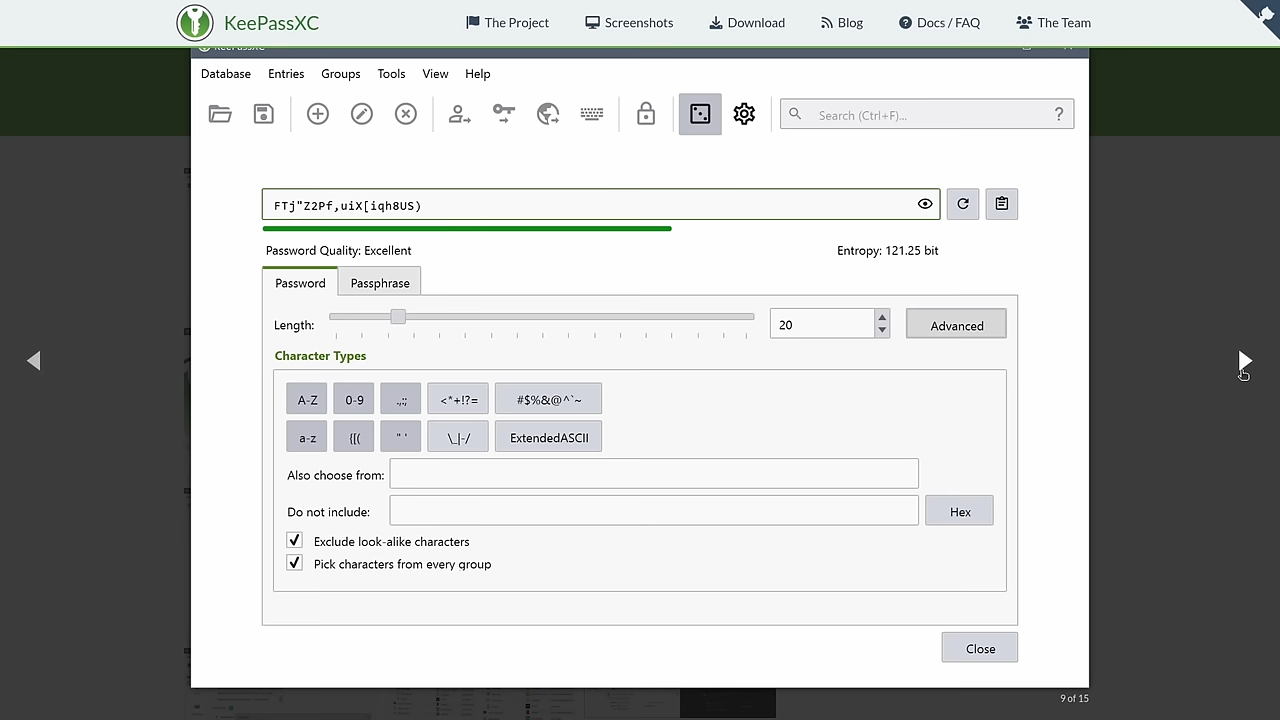 KeePassXC
The Project
Screenshots
Download
Blog
Docs / FAQ
The Team
KeePassXC
Database Entries Groups Tools View Help
Search (Ctrl+F)...
?
FTj"Z2Pf,uiX[iqh8US)
Password Quality: Excellent
Entropy: 121.25 bit
Password
Passphrase
Length:
20
Advanced
Character Types
A-Z
0-9
.,:;
<*+!?=
#$%&@^`~
a-z
{[(
" '
\_|-/
ExtendedASCII
Also choose from:
Do not include:
Hex
Exclude look-alike characters
Pick characters from every group
Close
9 of 15